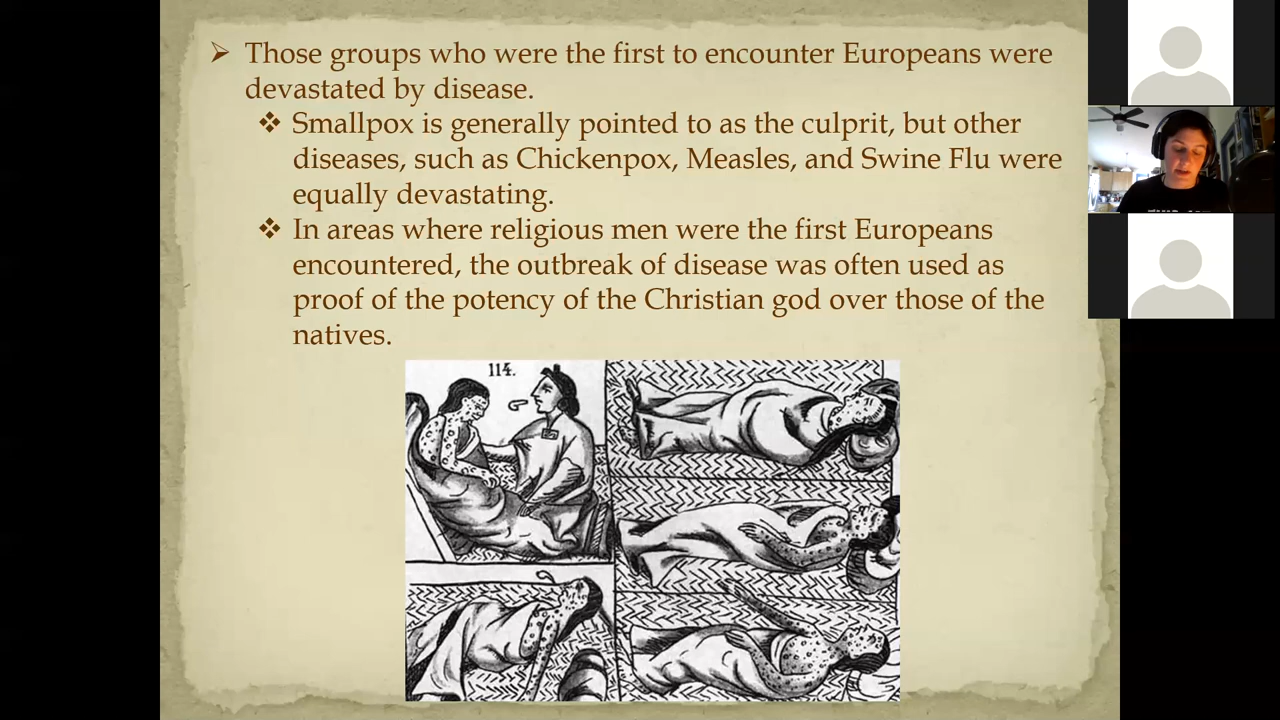 Those groups who were the first to encounter Europeans were
devastated by disease.
Smallpox is generally pointed to as the culprit, but other
diseases, such as Chickenpox, Measles, and Swine Flu were
equally devastating.
In areas where religious men were the first Europeans
encountered, the outbreak of disease was often used as
proof of the potency of the Christian god over those of the
natives.
114.